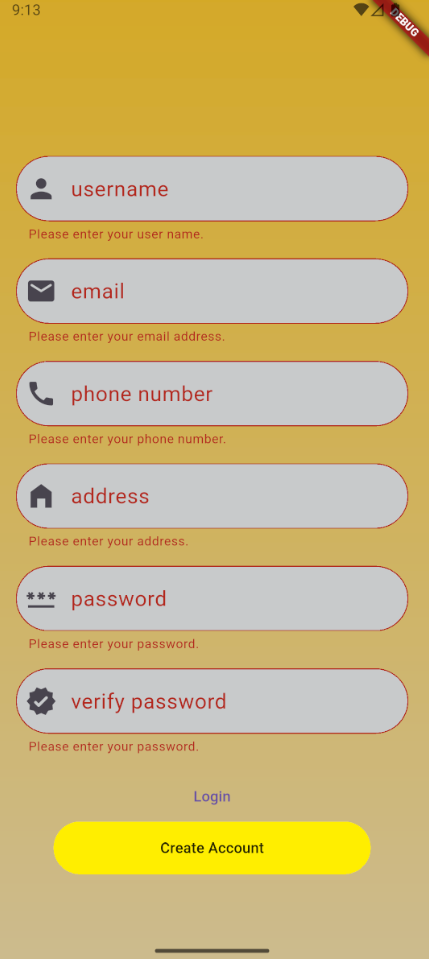 9:13
DEBUG
username
Please enter your user name.
email
Please enter your email address.
phone number
Please enter your phone number.
address
Please enter your address.
***
password
Please enter your password.
verify password
Please enter your password.
Login
Create Account